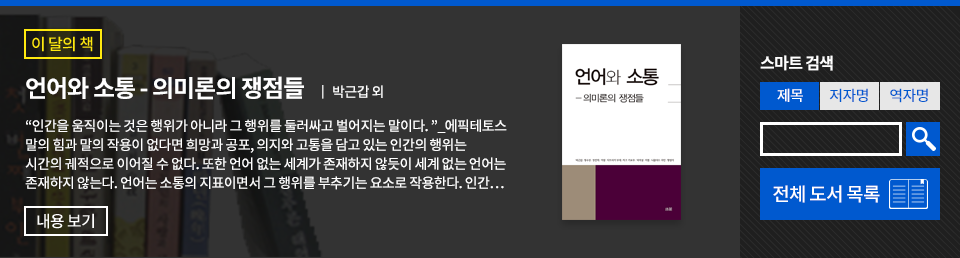 이 달의 책
언어와 소통 - 의미론의 쟁점들 | 박근갑 외
“인간을 움직이는 것은 행위가 아니라 그 행위를 둘러싸고 벌어지는 말이다. ”_에픽테토스
말의 힘과 말의 작용이 없다면 희망과 공포, 의지와 고통을 담고 있는 인간의 행위는
시간의 궤적으로 이어질 수 없다. 또한 언어 없는 세계가 존재하지 않듯이 세계 없는 언어는
존재하지 않는다. 언어는 소통의 지표이면서 그 행위를 부추기는 요소로 작용한다. 인간…
내용 보기
언어와 소통
– 의미론의 쟁점들
스마트 검색
제목 저자명 역자명
전체 도서 목록